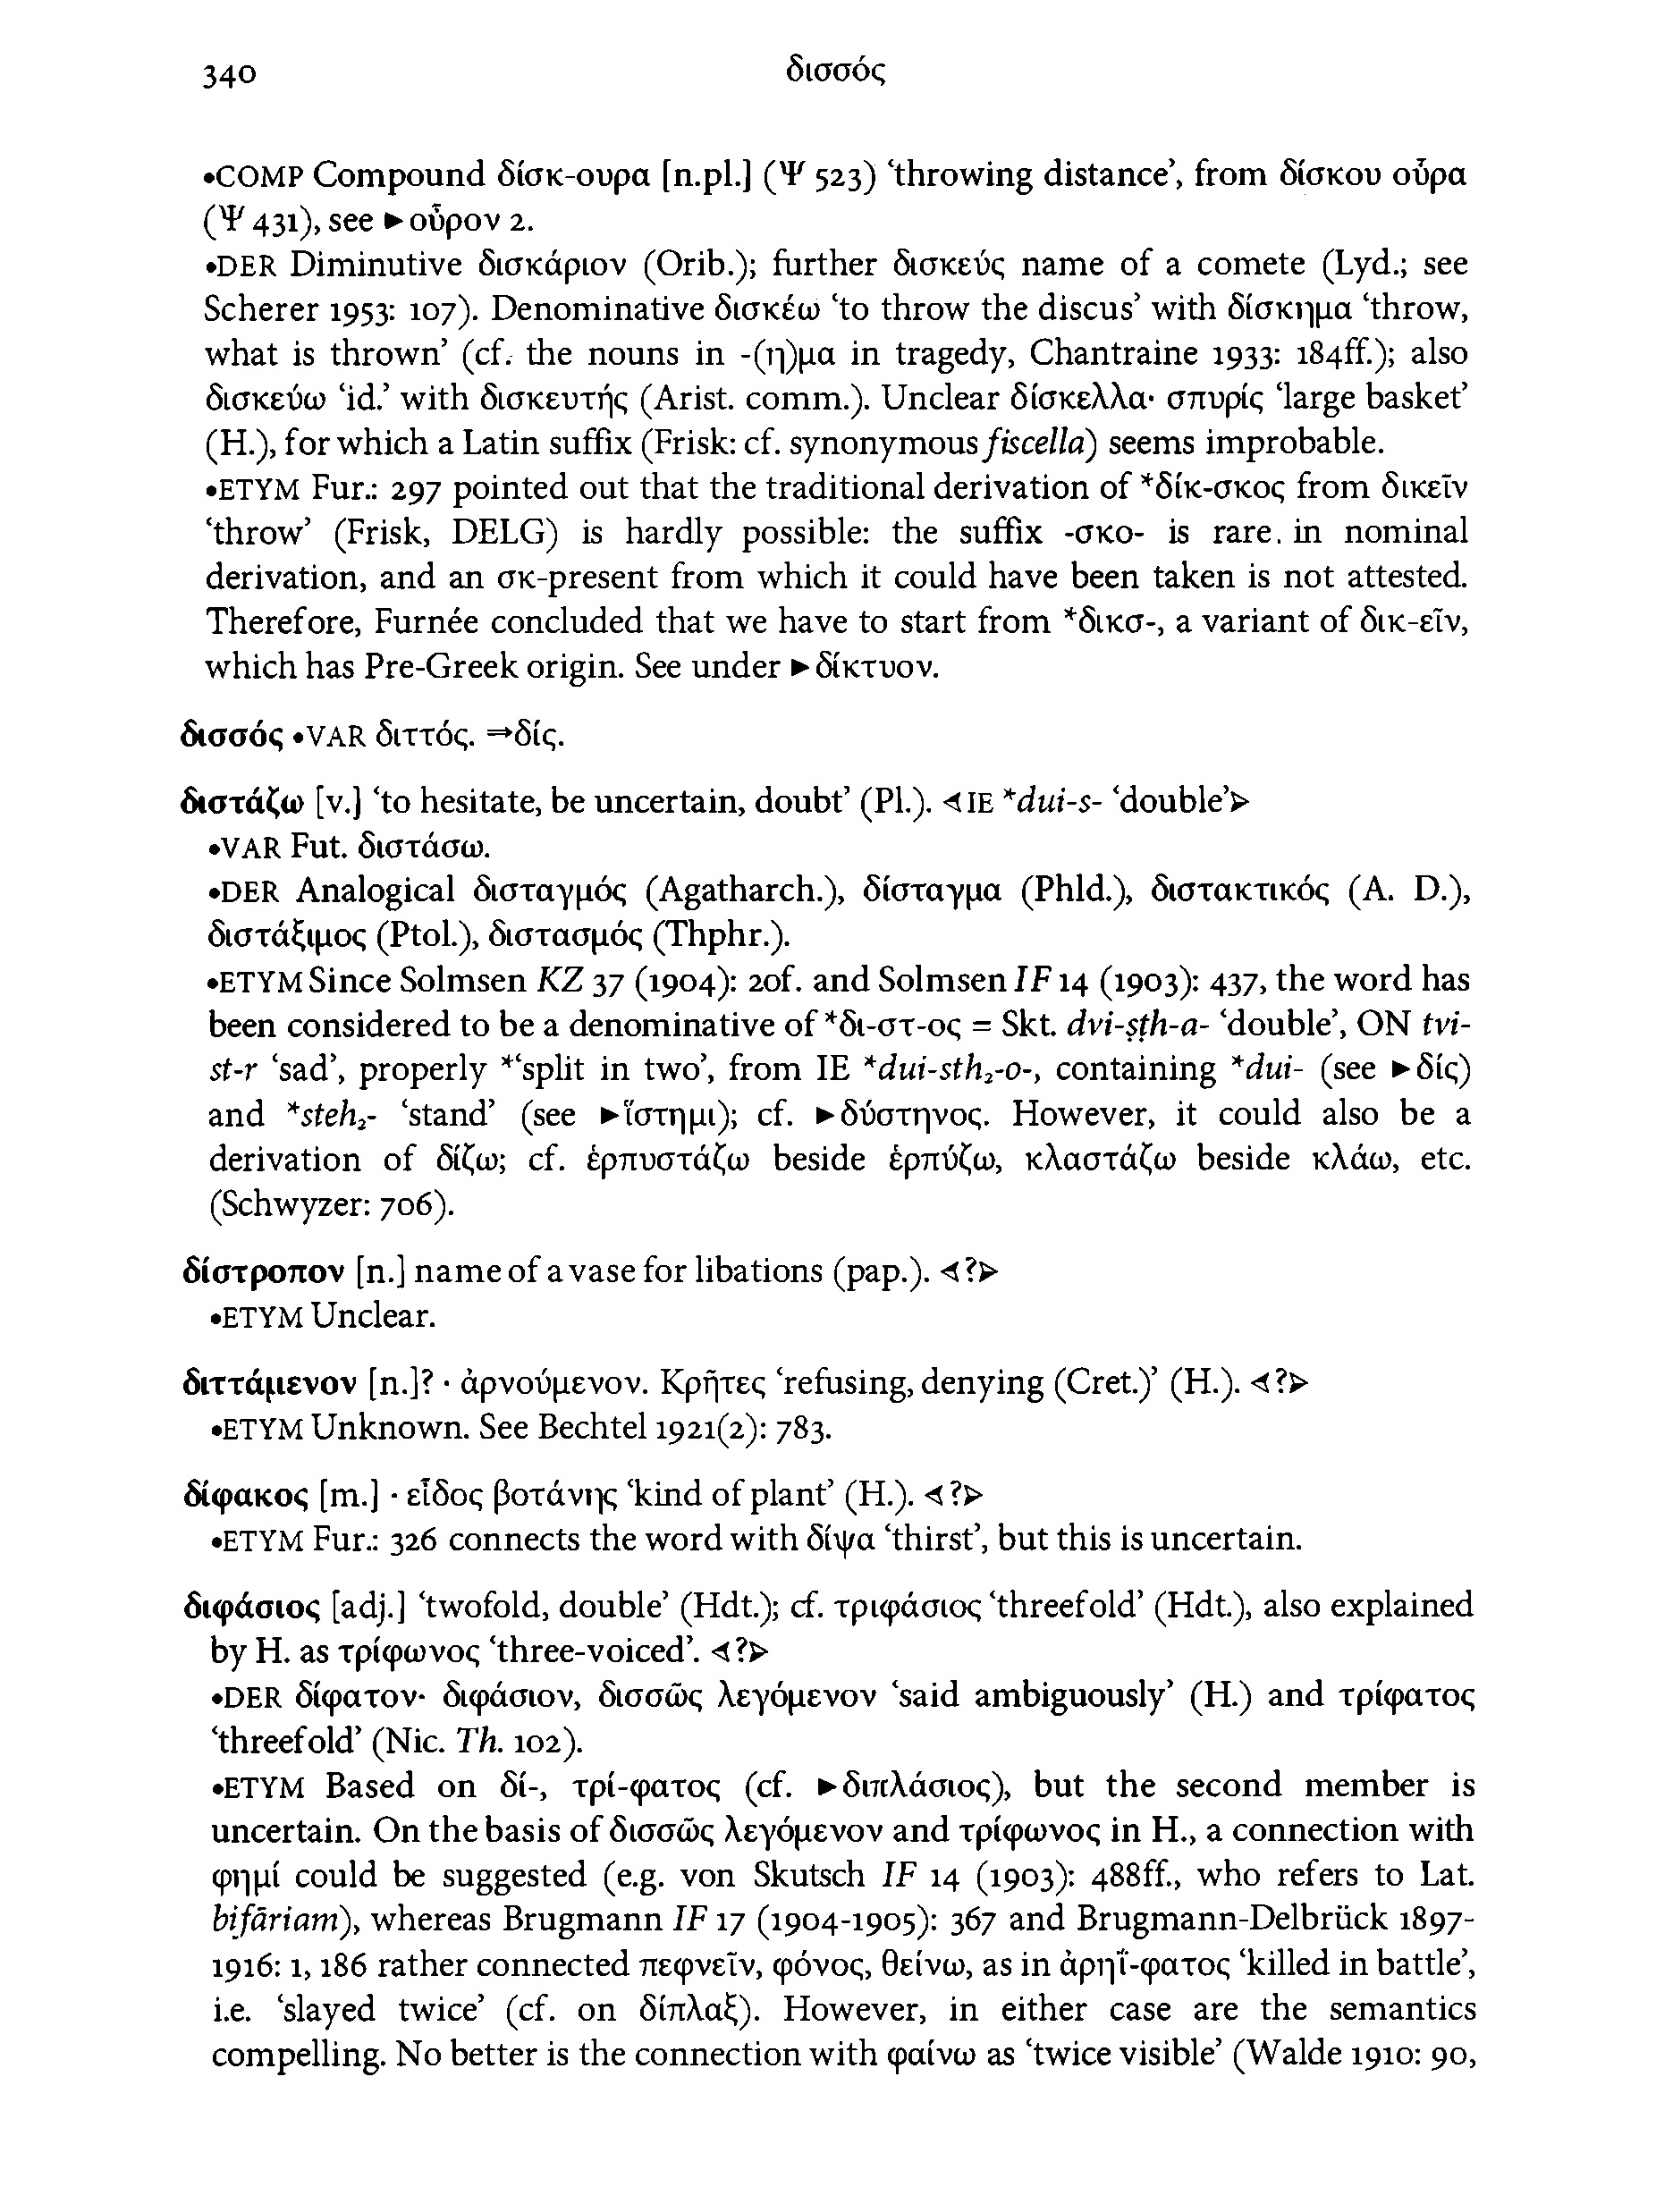 340
δισσός
•COMP Compound δίσκ-ουρα [n.pl.] (Ψ 523) ‘throwing distance’, from δίσκου οὖρα
(Ψ 431), see ►οὖρον 2.
•DER Diminutive δισκάριον (Orib.); further δισκεύς name of a comete (Lyd.; see
Scherer 1953: 107). Denominative δισκέω ‘to throw the discus’ with δίσκημα ‘throw,
what is thrown’ (cf. the nouns in -(η)μα in tragedy, Chantraine 1933: 184ff.); also
δισκεύω ‘id.’ with δισκευτής (Arist. comm.). Unclear δίσκελλα· σπυρίς ‘large basket’
(H.), for which a Latin suffix (Frisk: cf. synonymous fiscella) seems improbable.
•ETYM Fur.: 297 pointed out that the traditional derivation of *δίκ-σκος from δικεῖν
‘throw’ (Frisk, DELG) is hardly possible: the suffix -σκο- is rare in nominal
derivation, and an σκ-present from which it could have been taken is not attested.
Therefore, Furnée concluded that we have to start from *δικσ-, a variant of δικ-εῖν,
which has Pre-Greek origin. See under ►δίκτυον.
δισσός •VAR διττός. ⇒δίς.
διστάζω [v.] ‘to hesitate, be uncertain, doubt’ (Pl.). ◁IE *dui-s- ‘double’▷
•VAR Fut. διστάσω.
•DER Analogical δισταγμός (Agatharch.), δίσταγμα (Phld.), διστακτικός (A. D.),
διστάξιμος (Ptol.), διστασμός (Thphr.).
•ETYM Since Solmsen KZ 37 (1904): 20f. and Solmsen IF 14 (1903): 437, the word has
been considered to be a denominative of *δι-στ-ος = Skt. dvi-ṣṭh-a- ‘double’, ON tvi-
st-r ‘sad’, properly *‘split in two’, from IE *dui-sth₂-o-, containing *dui- (see ►δίς)
and *steh₂- ‘stand’ (see ►ἵστημι); cf. ►δύστηνος. However, it could also be a
derivation of δίζω; cf. ἑρπυστάζω beside ἑρπύζω, κλαστάζω beside κλάω, etc.
(Schwyzer: 706).
δίστροπον [n.] name of a vase for libations (pap.). ◁?▷
•ETYM Unclear.
διττάμενον [n.]? · ἀρνούμενον. Κρῆτες ‘refusing, denying (Cret.)’ (H.). ◁?▷
•ETYM Unknown. See Bechtel 1921(2): 783.
δίφακος [m.] · εἶδος βοτάνης ‘kind of plant’ (H.). ◁?▷
•ETYM Fur.: 326 connects the word with δίψα ‘thirst’, but this is uncertain.
διφάσιος [adj.] ‘twofold, double’ (Hdt.); cf. τριφάσιος ‘threefold’ (Hdt.), also explained
by H. as τρίφωνος ‘three-voiced’. ◁?▷
•DER δίφατον· διφάσιον, δισσῶς λεγόμενον ‘said ambiguously’ (H.) and τρίφατος
‘threefold’ (Nic. Th. 102).
•ETYM Based on δί-, τρί-φατος (cf. ►διπλάσιος), but the second member is
uncertain. On the basis of δισσῶς λεγόμενον and τρίφωνος in H., a connection with
φημί could be suggested (e.g. von Skutsch IF 14 (1903): 488ff., who refers to Lat.
bifāriam), whereas Brugmann IF 17 (1904-1905): 367 and Brugmann-Delbrück 1897-
1916: 1, 186 rather connected πεφνεῖν, φόνος, θείνω, as in ἀρηΐ-φατος ‘killed in battle’,
i.e. ‘slayed twice’ (cf. on δίπλαξ). However, in either case are the semantics
compelling. No better is the connection with φαίνω as ‘twice visible’ (Walde 1910: 90,